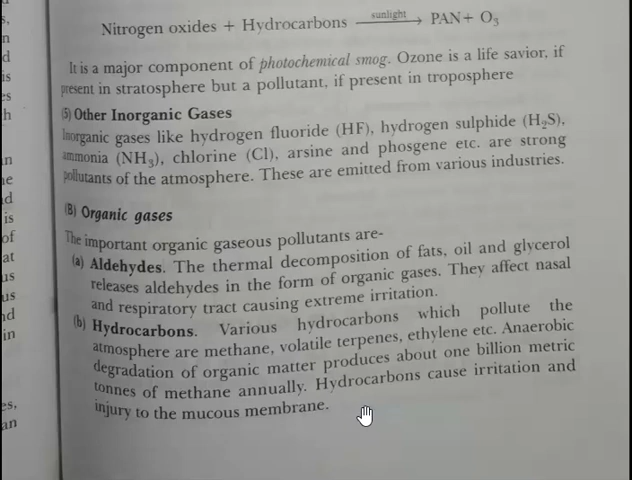 Nitrogen oxides + Hydrocarbons sunlight → PAN + O₃
It is a major component of photochemical smog. Ozone is a life savior, if
present in stratosphere but a pollutant, if present in troposphere
(5) Other Inorganic Gases
Inorganic gases like hydrogen fluoride (HF), hydrogen sulphide (H₂S),
ammonia (NH₃), chlorine (Cl), arsine and phosgene etc. are strong
pollutants of the atmosphere. These are emitted from various industries.
(B) Organic gases
The important organic gaseous pollutants are-
(a) Aldehydes. The thermal decomposition of fats, oil and glycerol
releases aldehydes in the form of organic gases. They affect nasal
and respiratory tract causing extreme irritation.
(b) Hydrocarbons. Various hydrocarbons which pollute the
atmosphere are methane, volatile terpenes, ethylene etc. Anaerobic
degradation of organic matter produces about one billion metric
tonnes of methane annually. Hydrocarbons cause irritation and
injury to the mucous membrane.